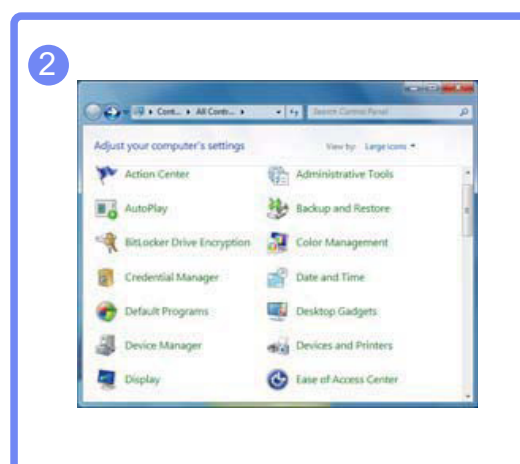 2
Cont... ▸ All Contr... ▸ Search Control Panel
Adjust your computer's settings View by: Large icons
Action Center Administrative Tools
AutoPlay Backup and Restore
BitLocker Drive Encryption Color Management
Credential Manager Date and Time
Default Programs Desktop Gadgets
Device Manager Devices and Printers
Display Ease of Access Center